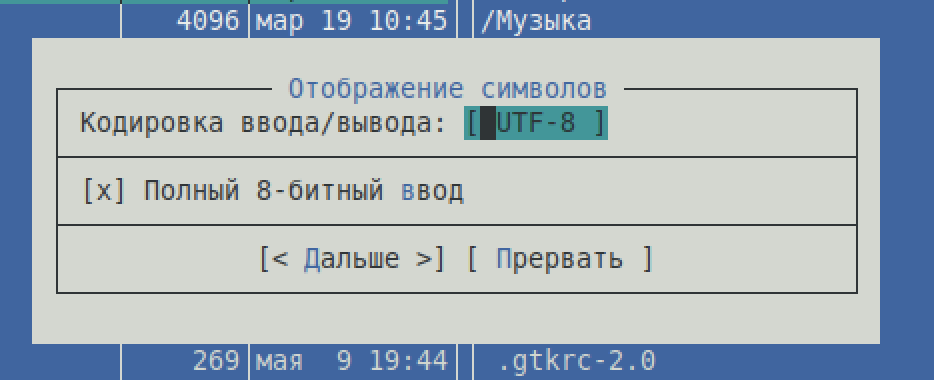 4096 мар 19 10:45 /Музыка
Отображение символов
Кодировка ввода/вывода: [ UTF-8 ]
[x] Полный 8-битный ввод
[< Дальше >] [ Прервать ]
269 мая 9 19:44 .gtkrc-2.0